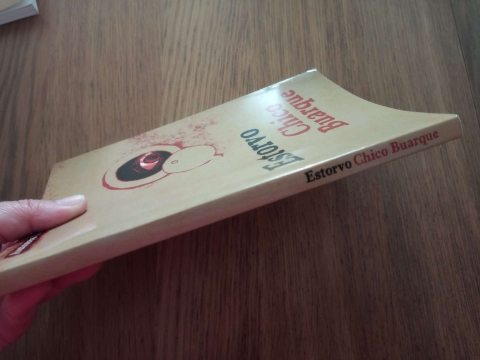 Estorvo
Chico
Buarque
Estorvo Chico Buarque